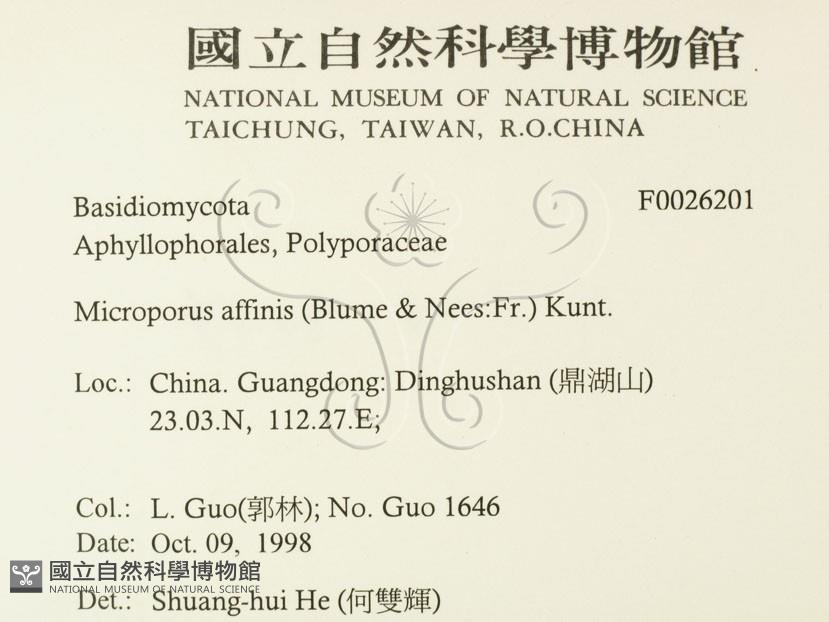 國立自然科學博物館
NATIONAL MUSEUM OF NATURAL SCIENCE
TAICHUNG, TAIWAN, R.O.CHINA
Basidiomycota F0026201
Aphyllophorales, Polyporaceae
Microporus affinis (Blume & Nees:Fr.) Kunt.
Loc.: China. Guangdong: Dinghushan (鼎湖山)
23.03.N, 112.27.E;
Col.: L. Guo(郭林); No. Guo 1646
Date: Oct. 09, 1998
國立自然科學博物館
NATIONAL MUSEUM OF NATURAL SCIENCE
Det.: Shuang-hui He (何雙輝)